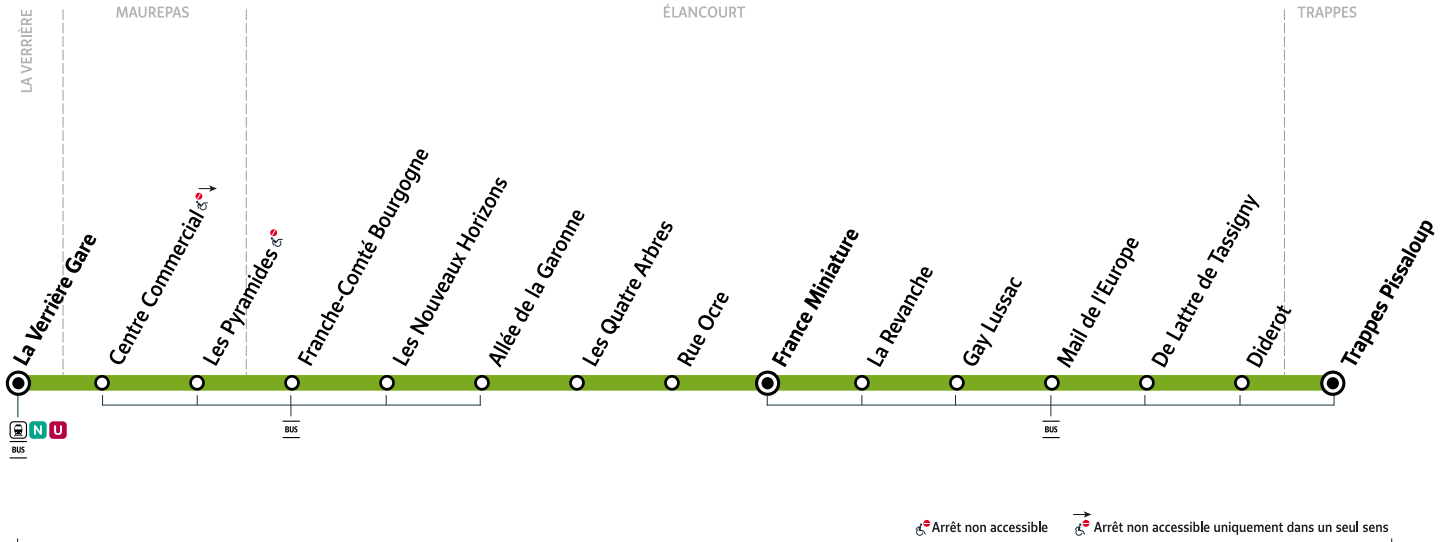 LA VERRIÈRE
MAUREPAS
ÉLANCOURT
TRAPPES
La Verrière Gare
Centre Commercial
Les Pyramides
Franche-Comté Bourgogne
Les Nouveaux Horizons
Allée de la Garonne
Les Quatre Arbres
Rue Ocre
France Miniature
La Revanche
Gay Lussac
Mail de l'Europe
De Lattre de Tassigny
Diderot
Trappes Pissaloup
N U
BUS
BUS
BUS
Arrêt non accessible
Arrêt non accessible uniquement dans un seul sens